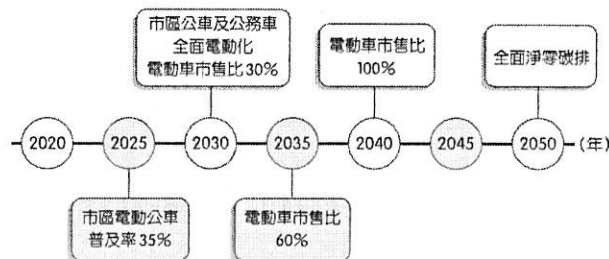 市區公車及公務車
全面電動化
電動車市售比30%
電動車市售比
100%
全面淨零碳排
2020
2025
2030
2035
2040
2045
2050
(年)
市區電動公車
普及率35%
電動車市售比
60%